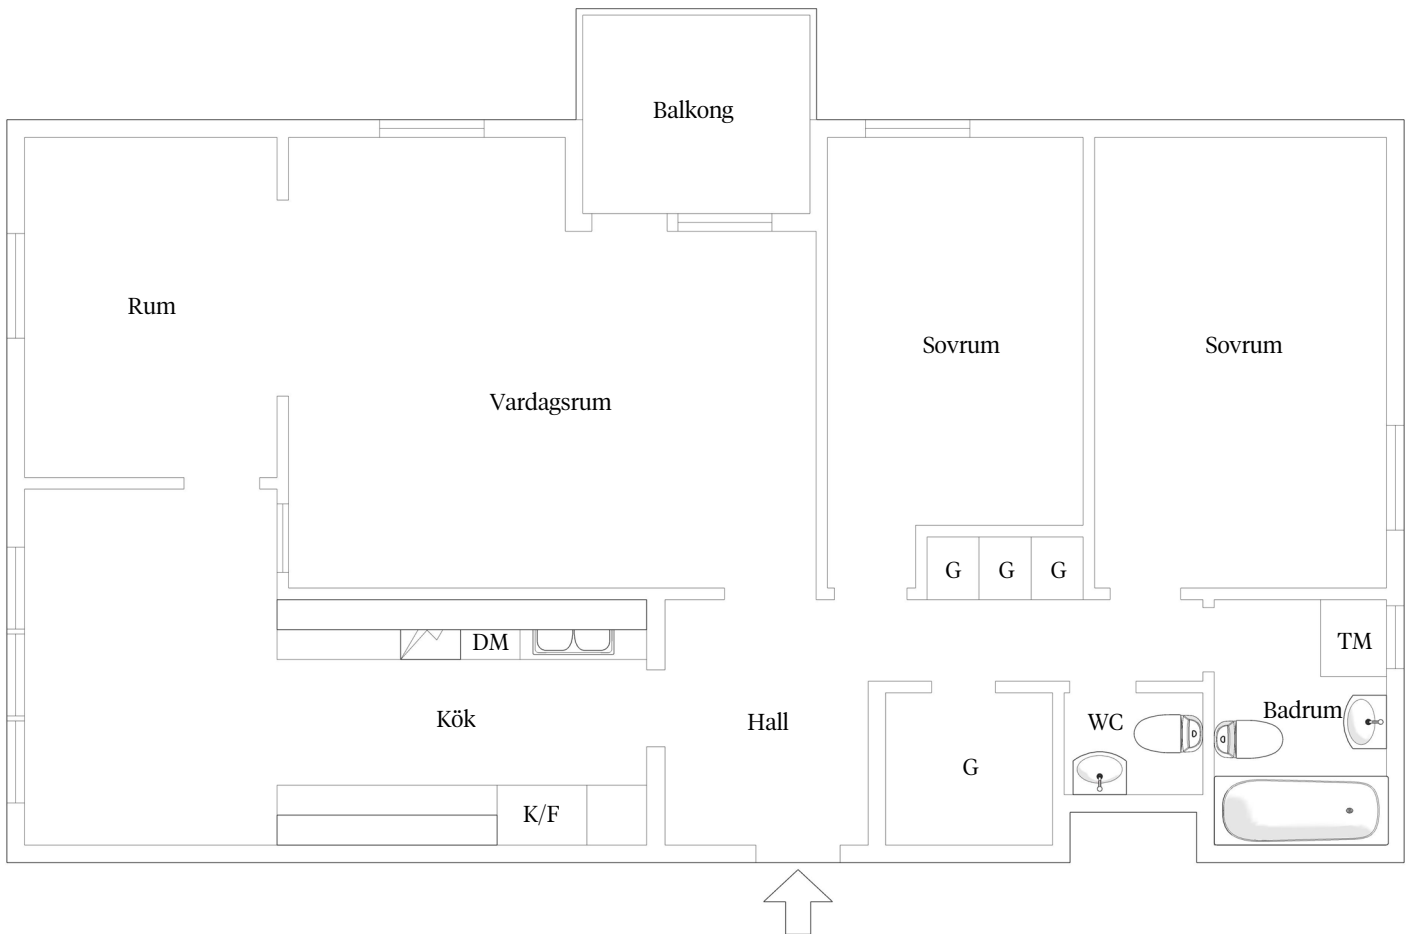 Balkong
Rum
Sovrum
Sovrum
Vardagsrum
G
G
G
DM
TM
Kök
Hall
WC
Badrum
G
K/F